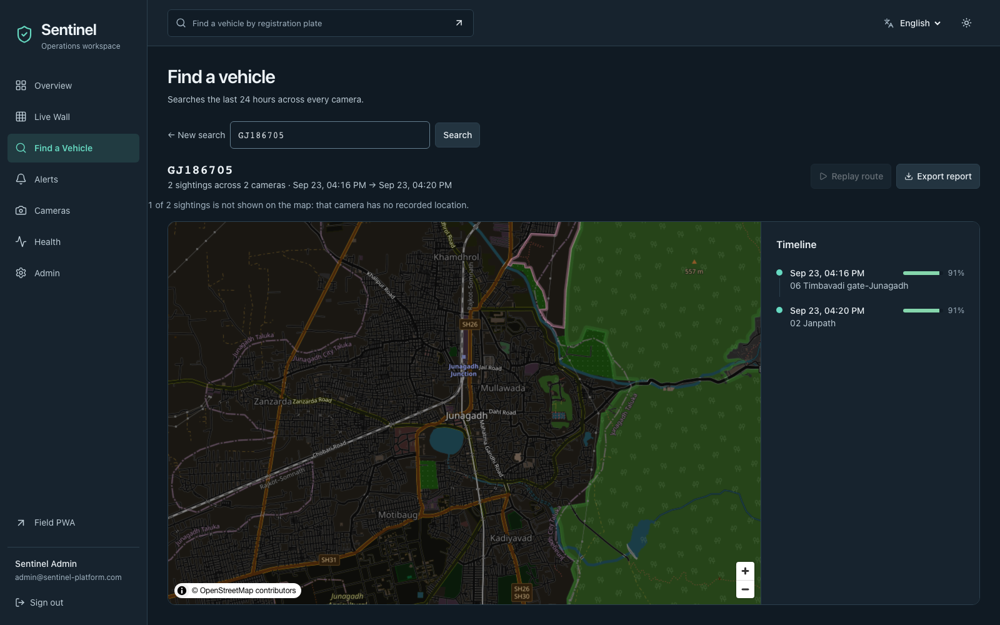 Sentinel
Operations workspace
Overview
Live Wall
Find a Vehicle
Alerts
Cameras
Health
Admin
Field PWA
Sentinel Admin
admin@sentinel-platform.com
Sign out
Find a vehicle by registration plate
English
Find a vehicle
Searches the last 24 hours across every camera.
← New search
GJ186705
Search
GJ186705
2 sightings across 2 cameras · Sep 23, 04:16 PM → Sep 23, 04:20 PM
Replay route
Export report
1 of 2 sightings is not shown on the map: that camera has no recorded location.
Khamdhrol
Khalipur Road
Rajkot-Somnath
557 m
SH26
Junagadh Taluka
Junagadh City Taluka
Junagadh
Junction
Jail Road
Mullawada
Zanzarda
Zanzarda Road
Junagadh
Dahl Road
Junagadh Taluka
Mahatma Gandhi Road
Chobari Road
Rajkot-Somnath
Motibaug
Junagadh Taluka
Kadiyavad
SH31
SH26
SH30
Junagadh
© OpenStreetMap contributors
Timeline
Sep 23, 04:16 PM
91%
06 Timbavadi gate-Junagadh
Sep 23, 04:20 PM
91%
02 Janpath